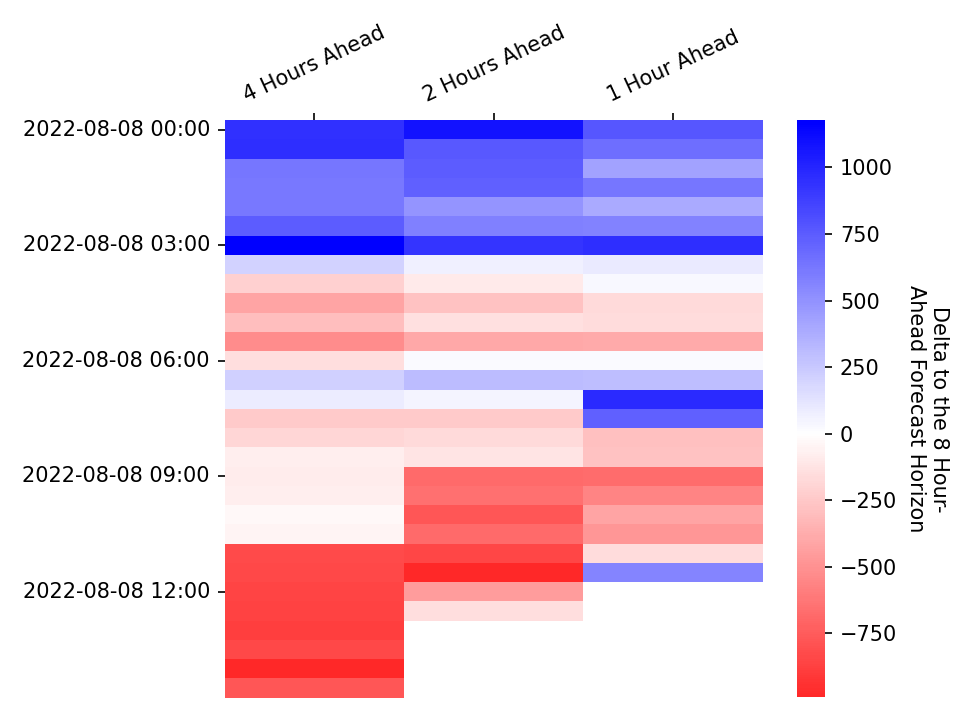 4 Hours Ahead
2 Hours Ahead
1 Hour Ahead
2022-08-08 00:00
2022-08-08 03:00
2022-08-08 06:00
2022-08-08 09:00
2022-08-08 12:00
1000
750
500
250
0
−250
−500
−750
Delta to the 8 Hour-
Ahead Forecast Horizon